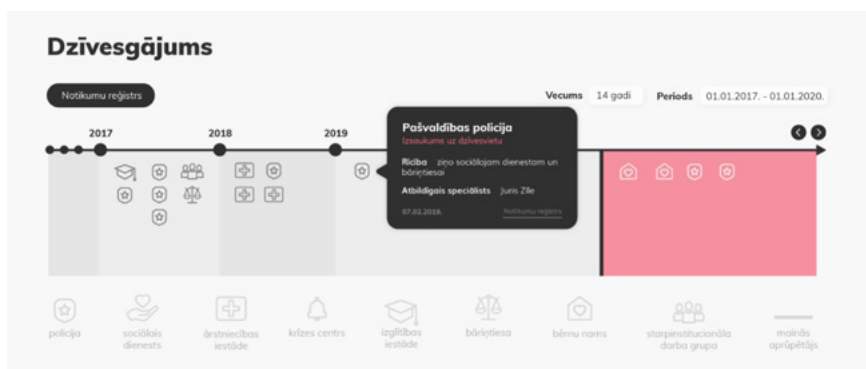 Dzīvesgājums
Notikumu reģistrs
Vecums 14 gadi Periods 01.01.2017. - 01.01.2020.
2017 2018 2019
Pašvaldības policija
Izsaukums uz dzīvesvietu
Rīcība ziņo sociālajam dienestam un
bāriņtiesai
Atbildīgais speciālists Juris Zīle
07.02.2019. Notikumu reģistrs
policija
sociālais
dienests
ārstniecības
iestāde
krīzes centrs
izglītības
iestāde
bāriņtiesa
bērnu nams
starpinstitucionāla
darba grupa
mainās
aprūpētājs